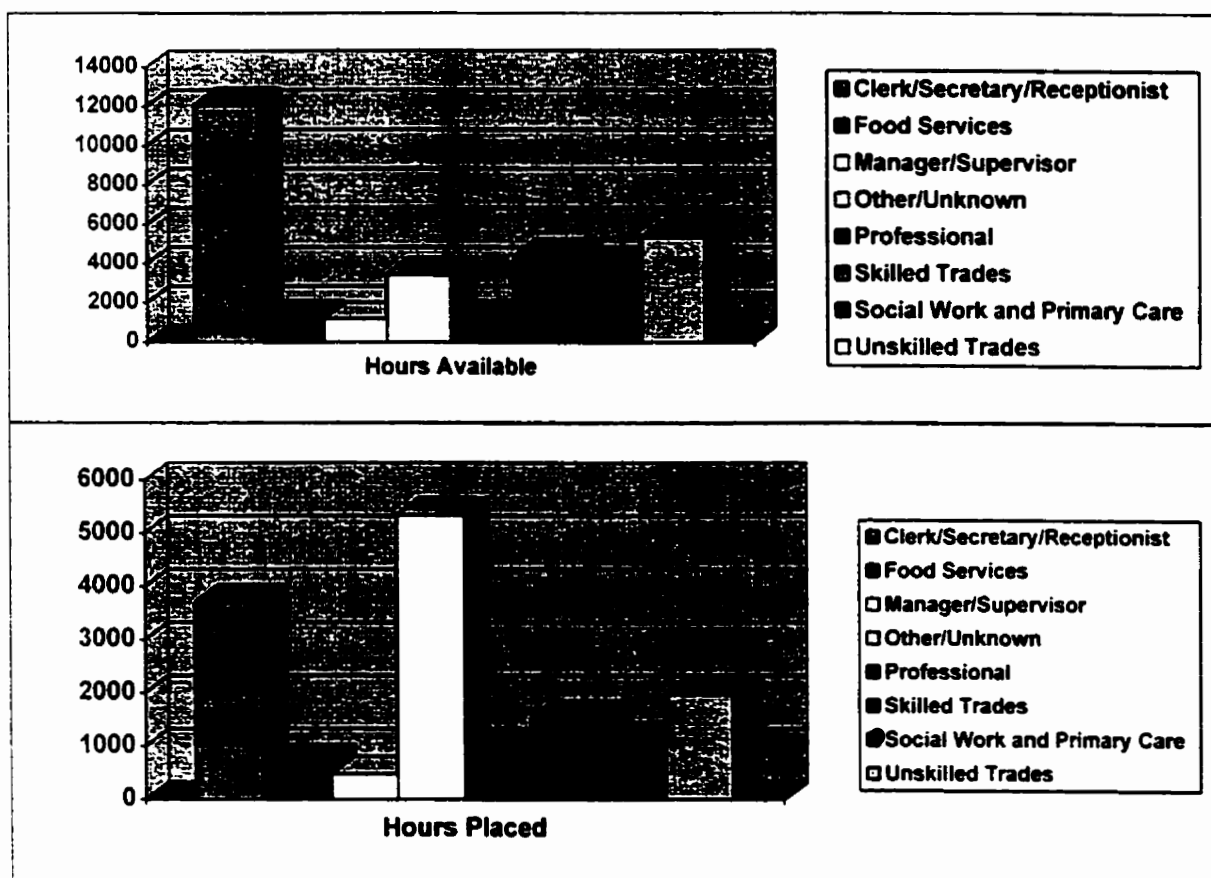 14000
12000
10000
8000
6000
4000
2000
0
Hours Available
Clerk/Secretary/Receptionist
Food Services
Manager/Supervisor
Other/Unknown
Professional
Skilled Trades
Social Work and Primary Care
Unskilled Trades
6000
5000
4000
3000
2000
1000
0
Hours Placed
Clerk/Secretary/Receptionist
Food Services
Manager/Supervisor
Other/Unknown
Professional
Skilled Trades
Social Work and Primary Care
Unskilled Trades